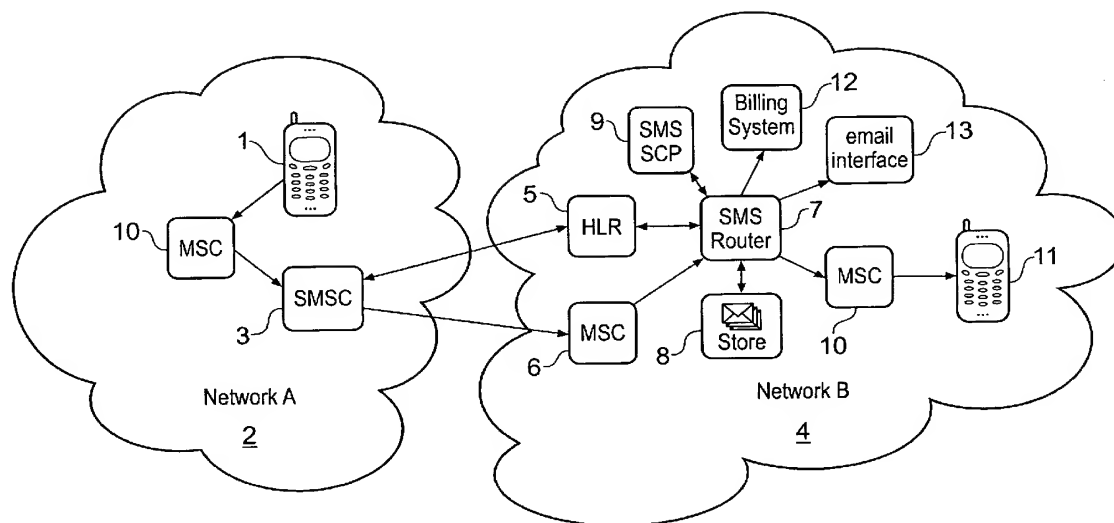 12
Billing
System
9
SMS
SCP
13
email
interface
1
5
HLR
SMS
Router
7
10
MSC
11
MSC
10
SMSC
3
MSC
6
Store
8
Network A
2
Network B
4